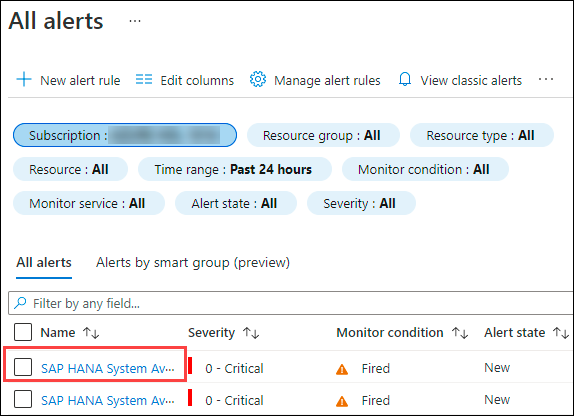 All alerts ...
New alert rule Edit columns Manage alert rules View classic alerts ...
Subscription : Resource group : All Resource type : All
Resource : All Time range : Past 24 hours Monitor condition : All
Monitor service : All Alert state : All Severity : All
All alerts Alerts by smart group (preview)
Filter by any field...
Name ↑↓ Severity ↑↓ Monitor condition ↑↓ Alert state ↑↓
SAP HANA System Av... 0 - Critical Fired New
SAP HANA System Av... 0 - Critical Fired New